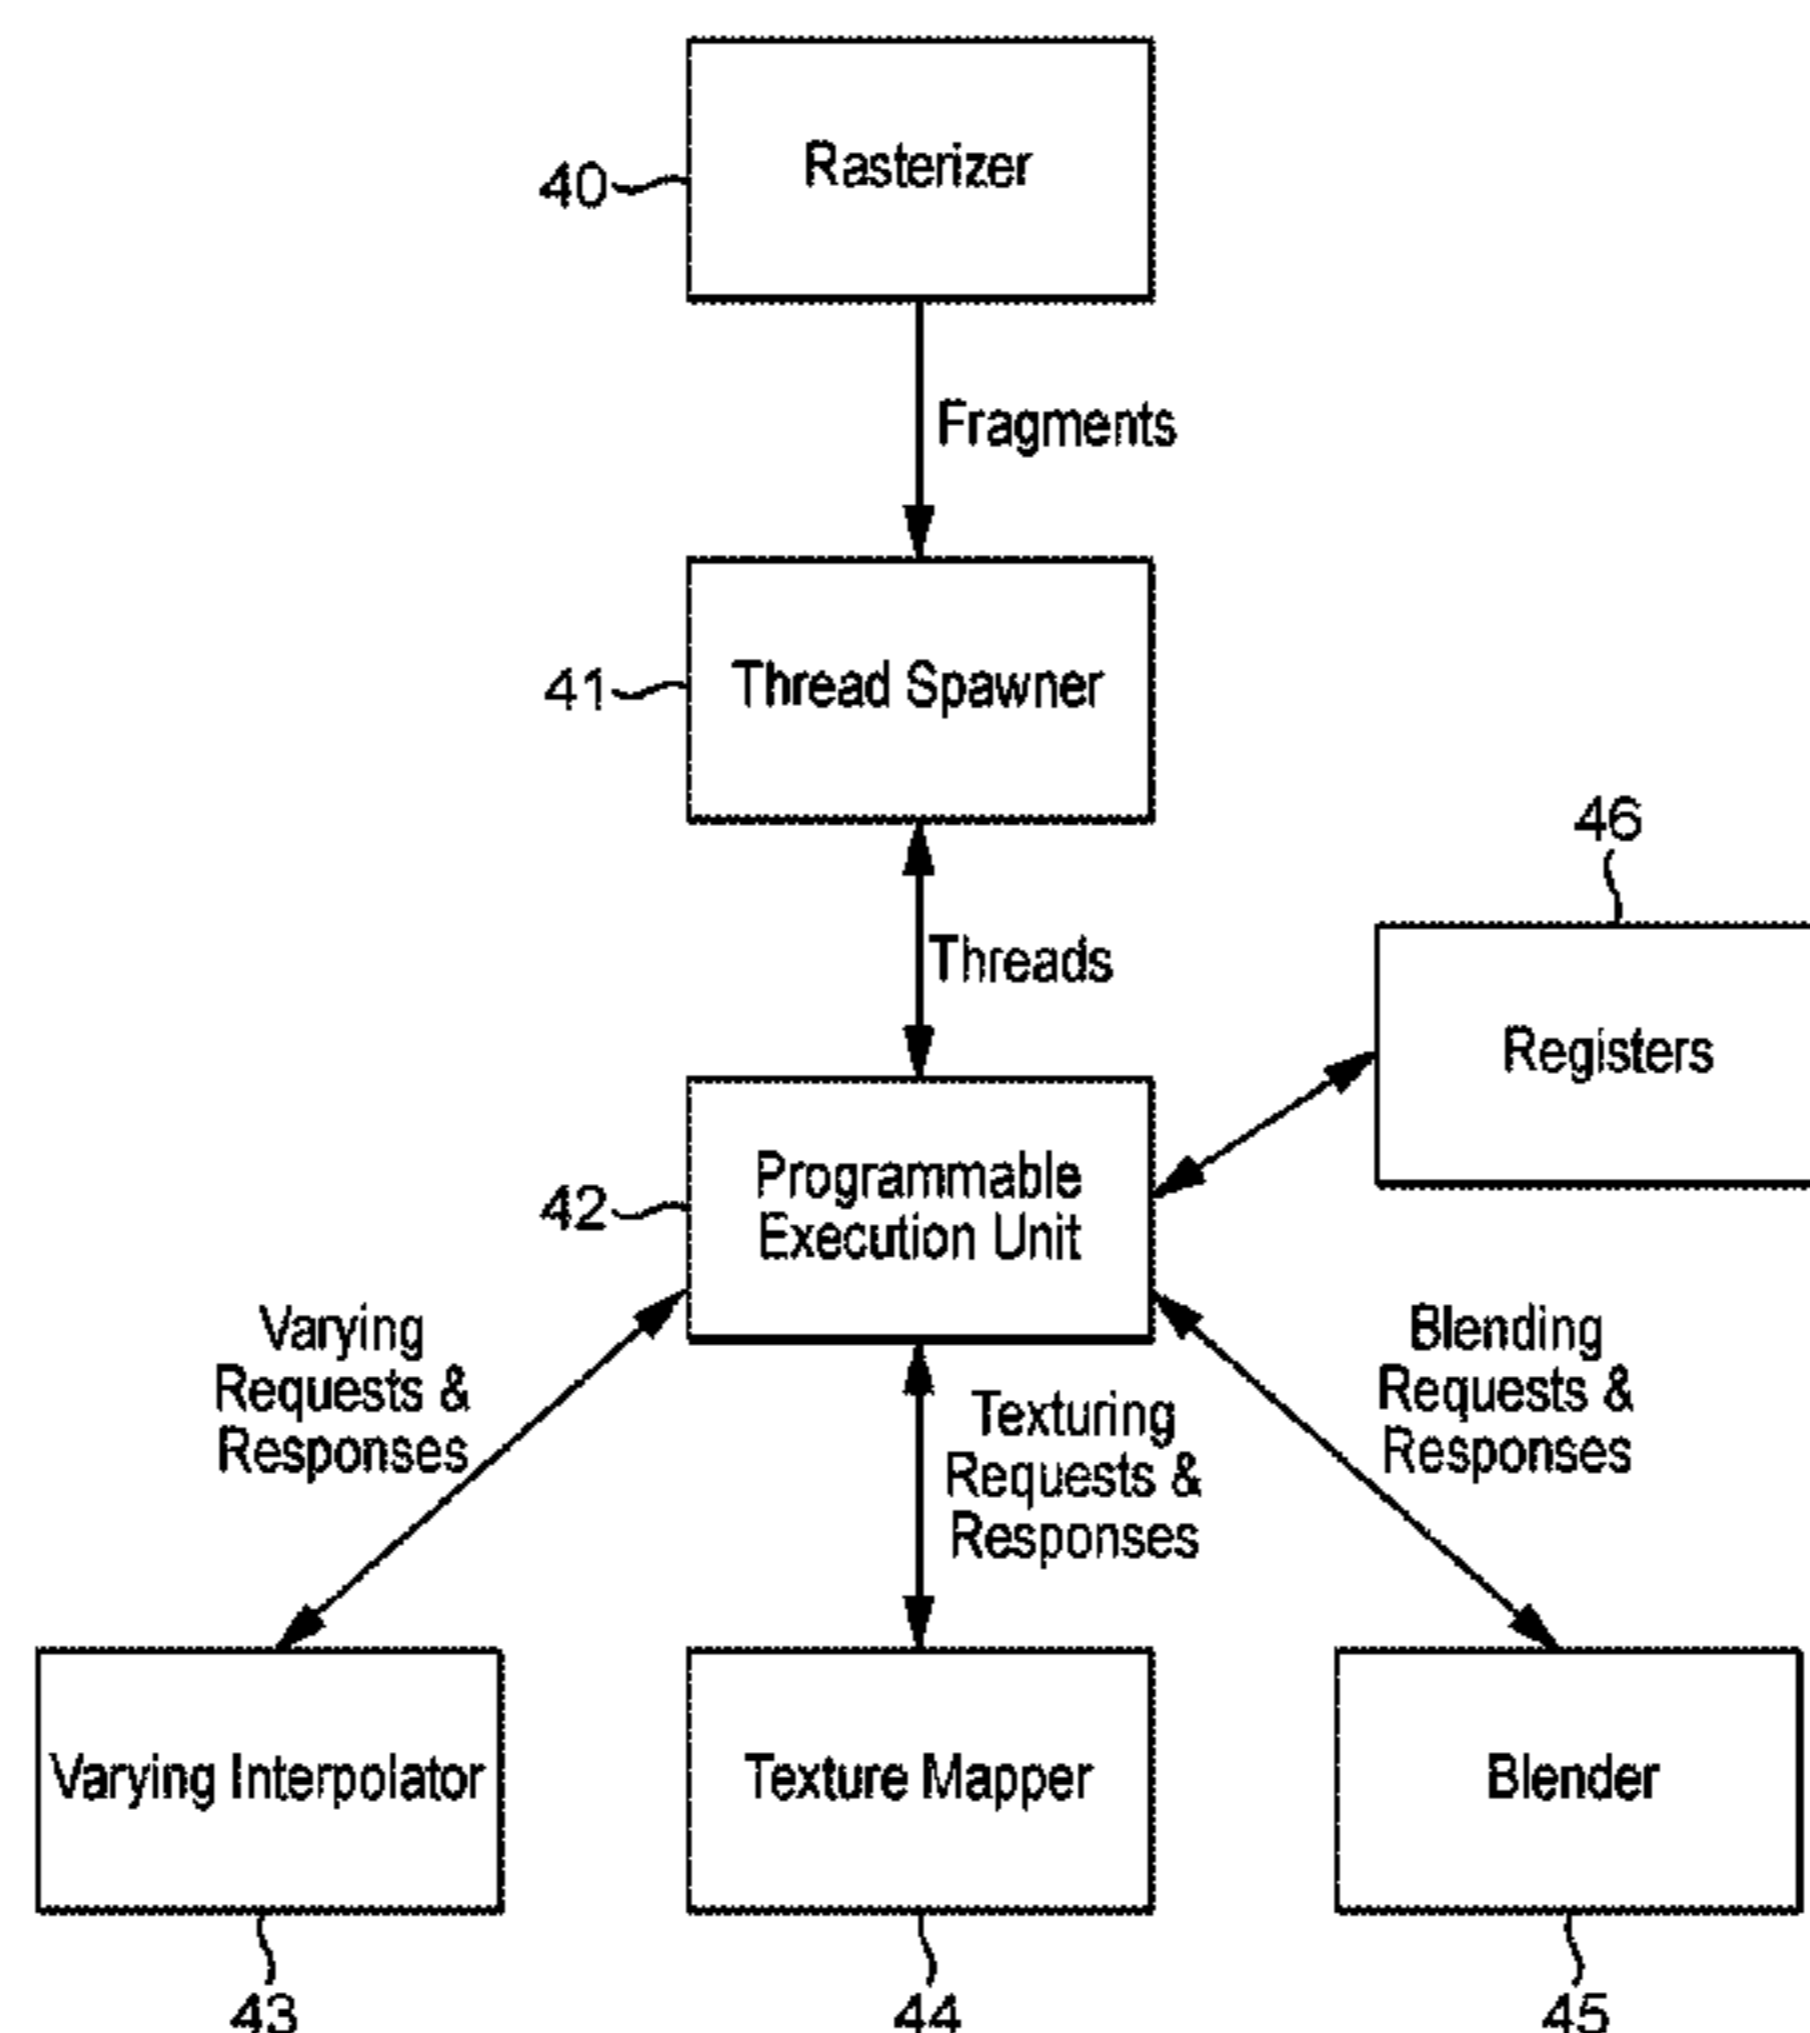 40
Rasterizer
Fragments
41
Thread Spawner
46
Threads
Registers
42
Programmable
Execution Unit
Varying
Requests &
Responses
Texturing
Requests &
Responses
Blending
Requests &
Responses
Varying Interpolator
Texture Mapper
Blender
43
44
45